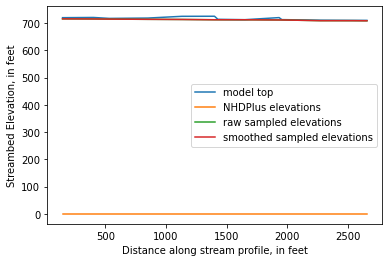 700
600
500
400
300
200
100
0
Streambed Elevation, in feet
model top
NHDPlus elevations
raw sampled elevations
smoothed sampled elevations
500 1000 1500 2000 2500
Distance along stream profile, in feet